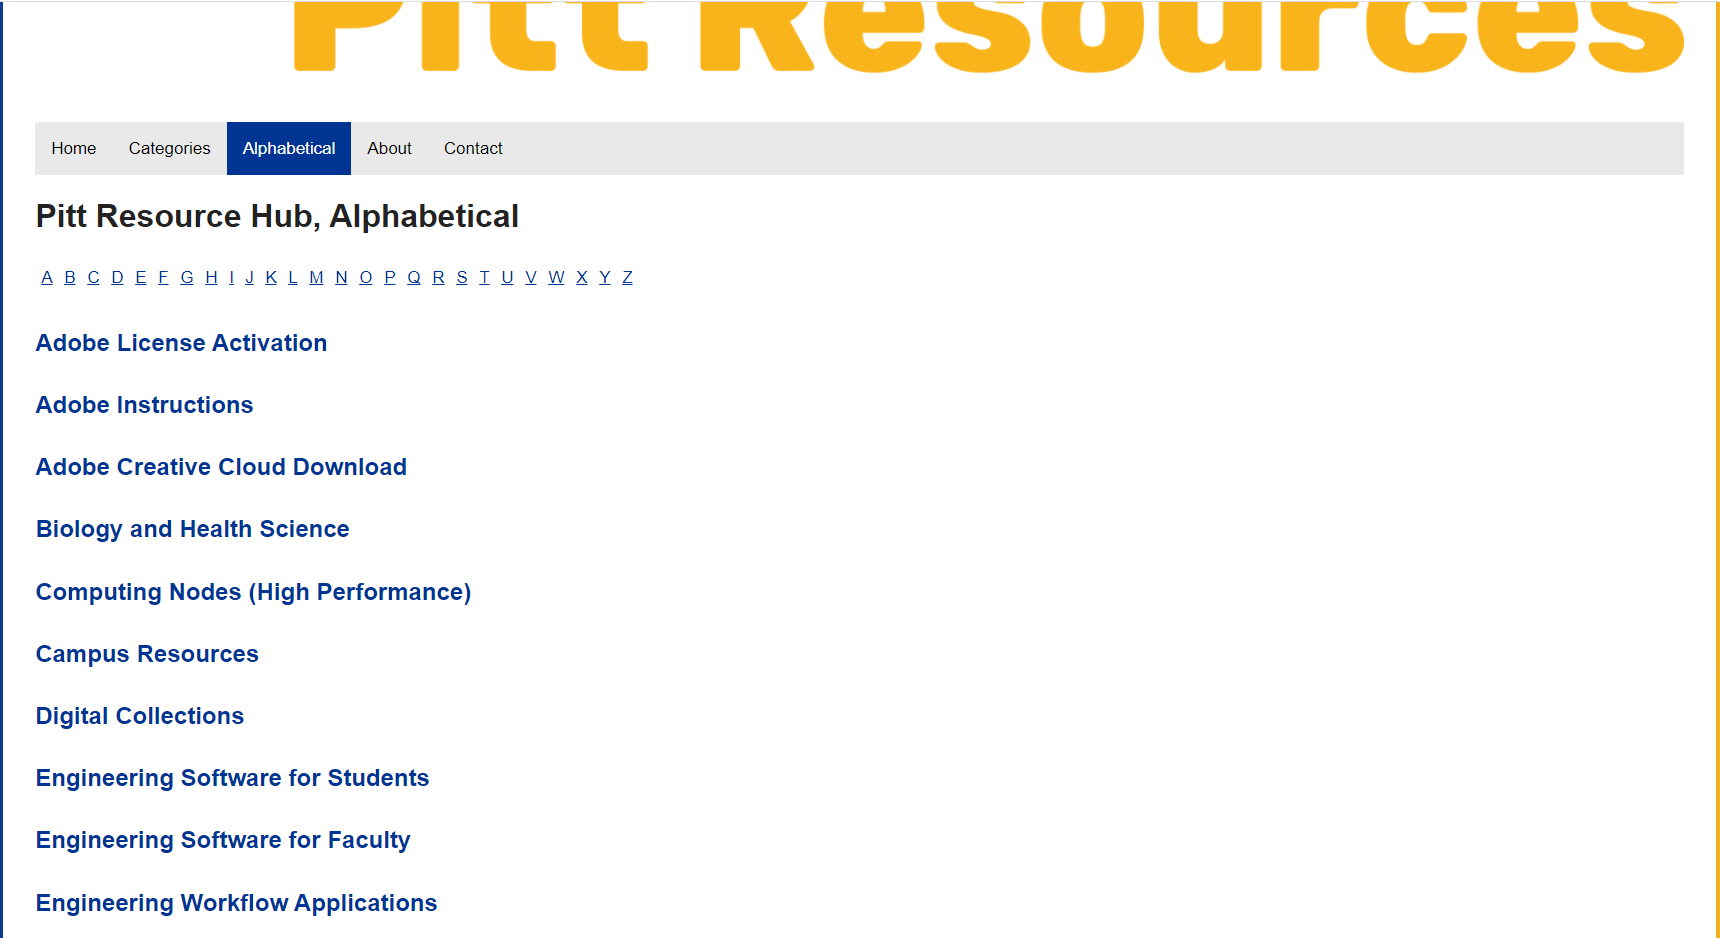 Pitt Resources
Home Categories Alphabetical About Contact
Pitt Resource Hub, Alphabetical
A B C D E F G H I J K L M N O P Q R S T U V W X Y Z
Adobe License Activation
Adobe Instructions
Adobe Creative Cloud Download
Biology and Health Science
Computing Nodes (High Performance)
Campus Resources
Digital Collections
Engineering Software for Students
Engineering Software for Faculty
Engineering Workflow Applications